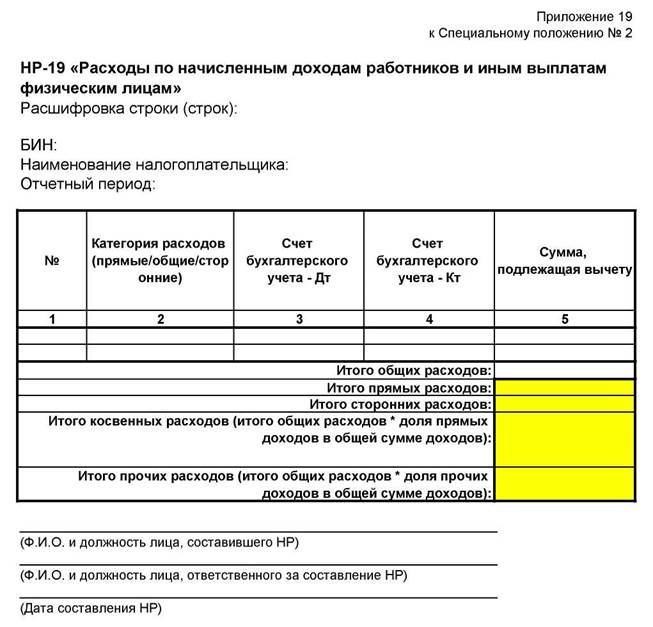 Приложение 19
к Специальному положению № 2
НР-19 «Расходы по начисленным доходам работников и иным выплатам
физическим лицам»
Расшифровка строки (строк):
БИН:
Наименование налогоплательщика:
Отчетный период:
№
Категория расходов
(прямые/общие/стор
онние)
Счет
бухгалтерского
учета - Дт
Счет
бухгалтерского
учета - Кт
Сумма,
подлежащая вычету
1 2 3 4 5
Итого общих расходов:
Итого прямых расходов:
Итого сторонних расходов:
Итого косвенных расходов (итого общих расходов * доля прямых
доходов в общей сумме доходов):
Итого прочих расходов (итого общих расходов * доля прочих
доходов в общей сумме доходов):
(Ф.И.О. и должность лица, составившего НР)
(Ф.И.О. и должность лица, ответственного за составление НР)
(Дата составления НР)